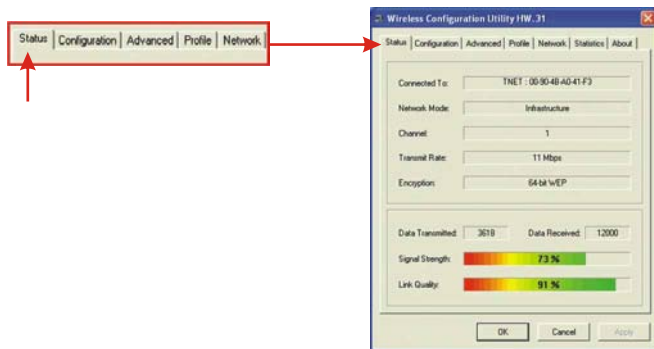 Status Configuration Advanced Profile Network
Wireless Configuration Utility HW.31
Status Configuration Advanced Profile Network Statistics About
Connected To: TNET : 00-90-4B-A0-41-F3
Network Mode: Infrastructure
Channel: 1
Transmit Rate: 11 Mbps
Encryption: 64-bit WEP
Data Transmitted: 3618 Data Received: 12000
Signal Strength: 73 %
Link Quality: 91 %
OK Cancel Apply